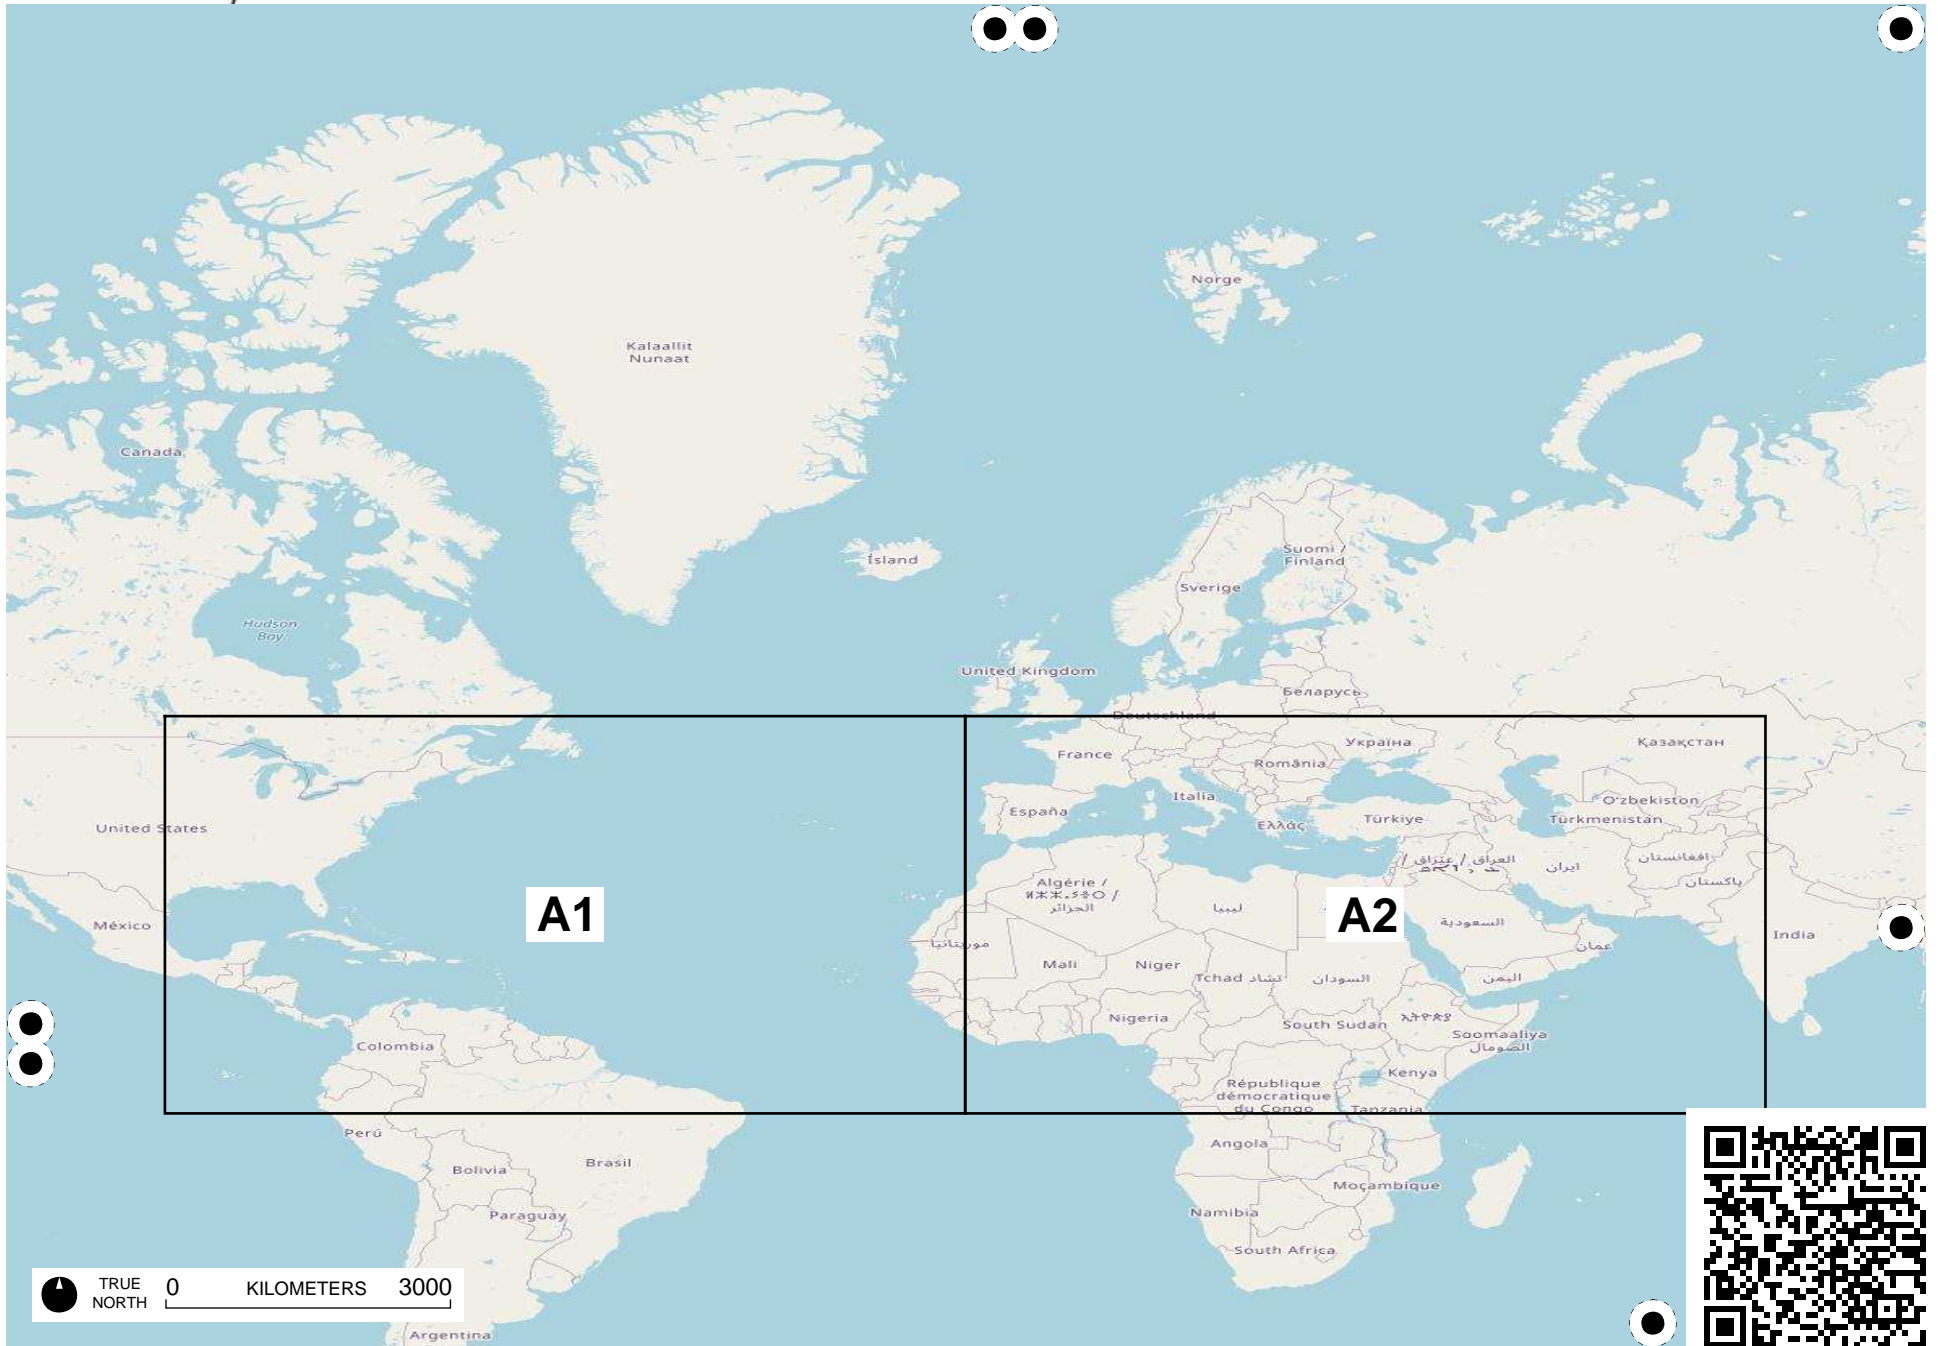 Norge
Kalaallit
Nunaat
Canada
Ísland
Suomi /
Finland
Sverige
Hudson
Bay
United Kingdom
Беларусь
Deutschland
Україна
Қазақстан
France
România
Italia
España
Ελλάς
Türkiye
Oʻzbekiston
Türkmenistan
United States
ایران
افغانستان
پاکستان
Algérie /
الجزائر
ليبيا
السعودية
México
A1
A2
موريتانيا
عمان
India
Mali
Niger
Tchad تشاد
السودان
اليمن
Nigeria
South Sudan
Soomaaliya
الصومال
Colombia
Kenya
République
démocratique
du Congo
Tanzania
Perú
Angola
Bolivia
Brasil
Moçambique
Paraguay
Namibia
South Africa
TRUE
NORTH
0 KILOMETERS 3000
Argentina